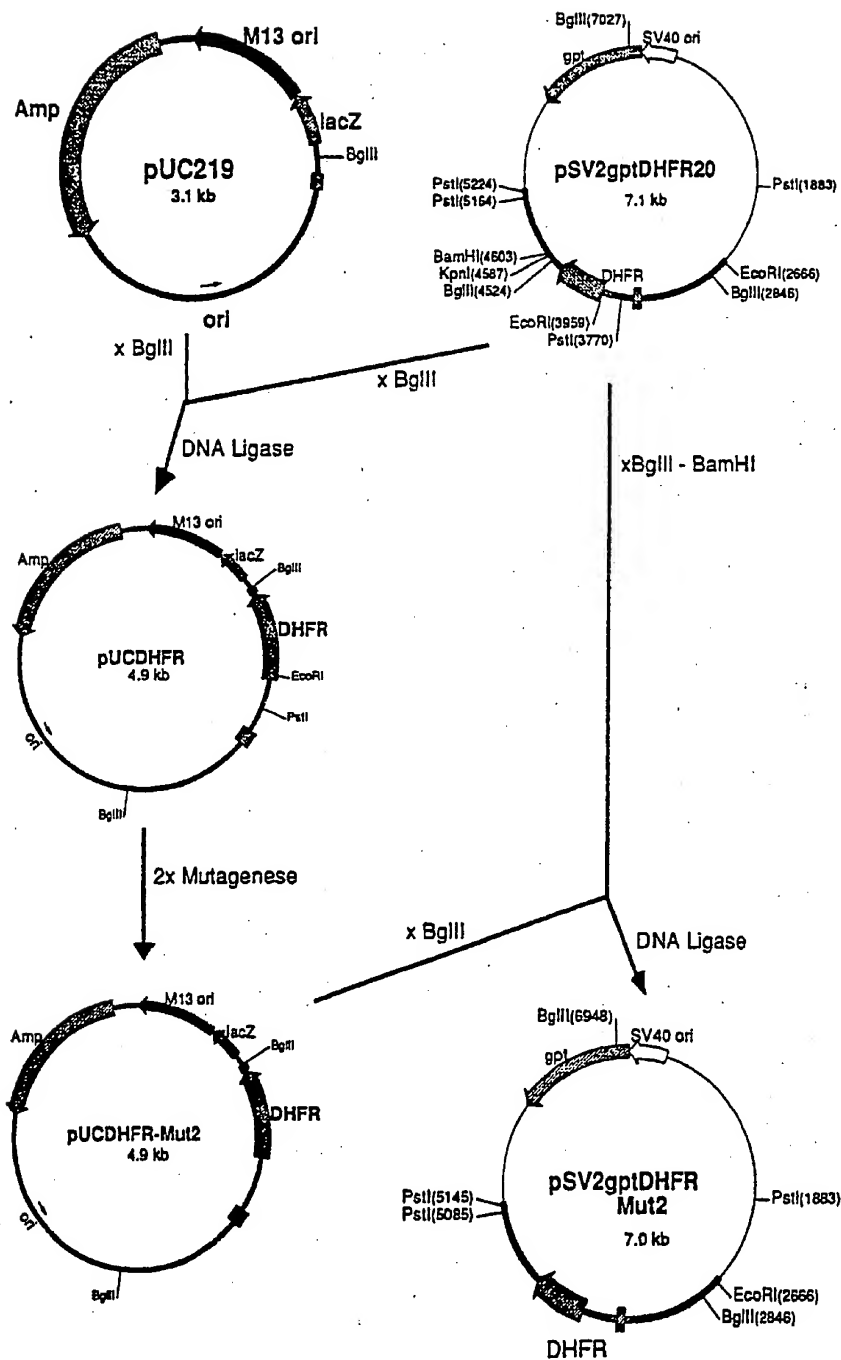 M13 ori
Amp
lacZ
BglII
pUC219
3.1 kb
ori
BglII(7027)
SV40 ori
gpt
pSV2gptDHFR20
7.1 kb
PstI(5224)
PstI(5164)
PstI(1883)
BamHI(4603)
KpnI(4587)
BglII(4524)
DHFR
EcoRI(2666)
BglII(2846)
EcoRI(3959)
PstI(3770)
x BglII
x BglII
DNA Ligase
xBglII - BamHI
M13 ori
Amp
lacZ
BglII
DHFR
pUCDHFR
4.9 kb
EcoRI
PstI
ori
BglII
2x Mutagenese
x BglII
DNA Ligase
M13 ori
Amp
lacZ
BglII
DHFR
pUCDHFR-Mut2
4.9 kb
ori
BglII
BglII(6948)
SV40 ori
gpt
pSV2gptDHFR
Mut2
7.0 kb
PstI(5145)
PstI(5085)
PstI(1883)
EcoRI(2666)
BglII(2846)
DHFR